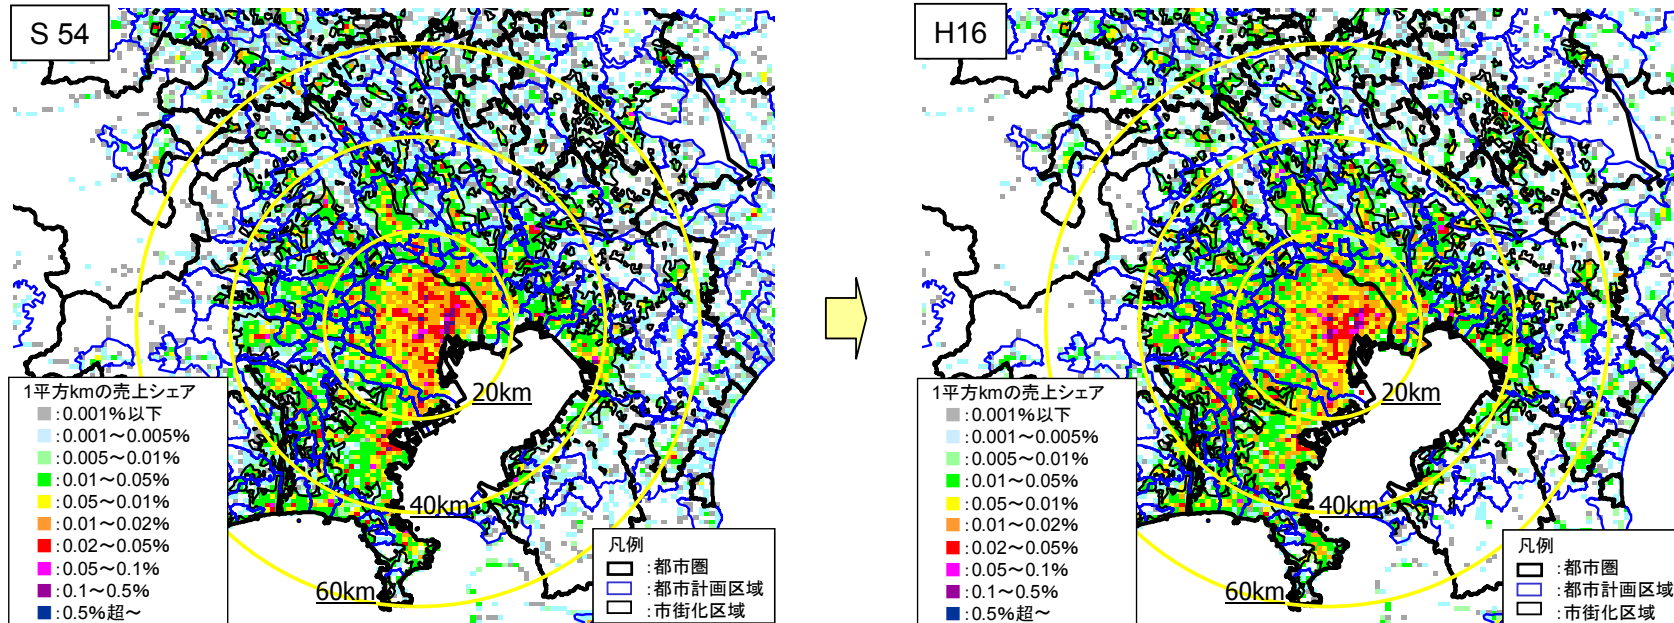 S 54
20km
40km
60km
1平方kmの売上シェア
:0.001%以下
:0.001～0.005%
:0.005～0.01%
:0.01～0.05%
:0.05～0.01%
:0.01～0.02%
:0.02～0.05%
:0.05～0.1%
:0.1～0.5%
:0.5%超～
凡例
:都市圏
:都市計画区域
:市街化区域
H16
20km
40km
60km
1平方kmの売上シェア
:0.001%以下
:0.001～0.005%
:0.005～0.01%
:0.01～0.05%
:0.05～0.01%
:0.01～0.02%
:0.02～0.05%
:0.05～0.1%
:0.1～0.5%
:0.5%超～
凡例
:都市圏
:都市計画区域
:市街化区域